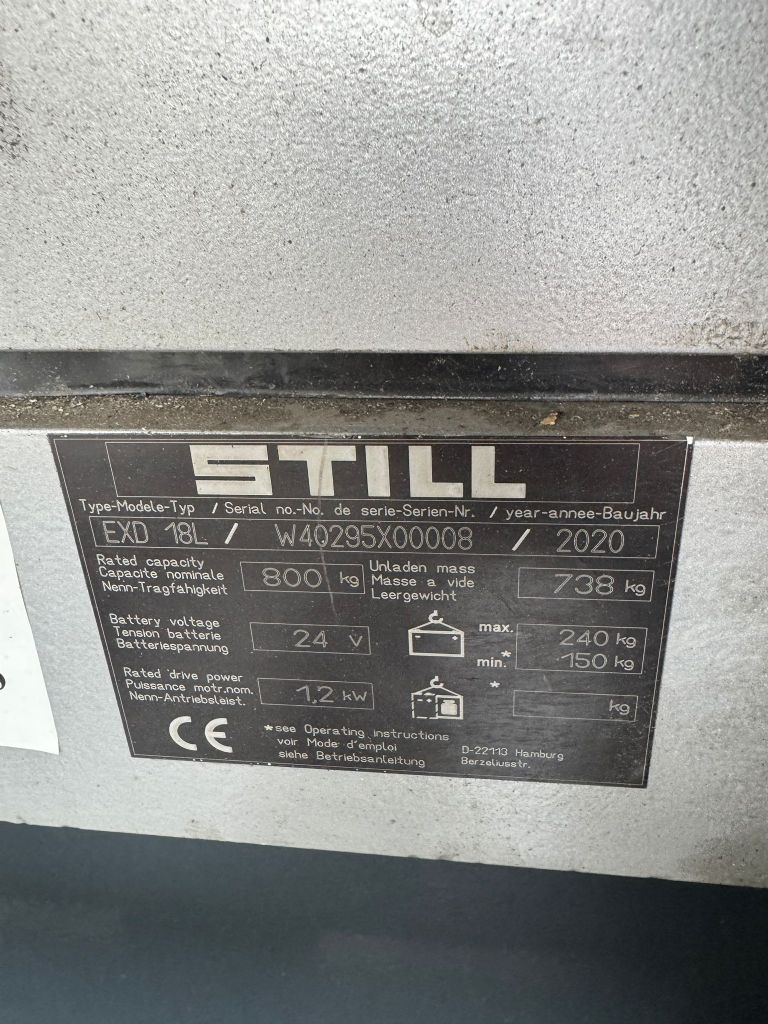 STILL
Type-Modele-Typ / Serial no.-No. de serie-Serien-Nr. / year-annee-Baujahr
EXD 18L / W40295X00008 / 2020
Rated capacity
Capacite nominale
Nenn-Tragfähigkeit
800 kg
Unladen mass
Masse a vide
Leergewicht
738 kg
Battery voltage
Tension batterie
Batteriespannung
24 V
max. 240 kg
* min. 150 kg
Rated drive power
Puissance motr.nom.
Nenn-Antriebsleist.
1,2 kW
* kg
CE
*see Operating instructions
voir Mode d'emploi
siehe Betriebsanleitung
D-22113 Hamburg
Berzeliusstr.